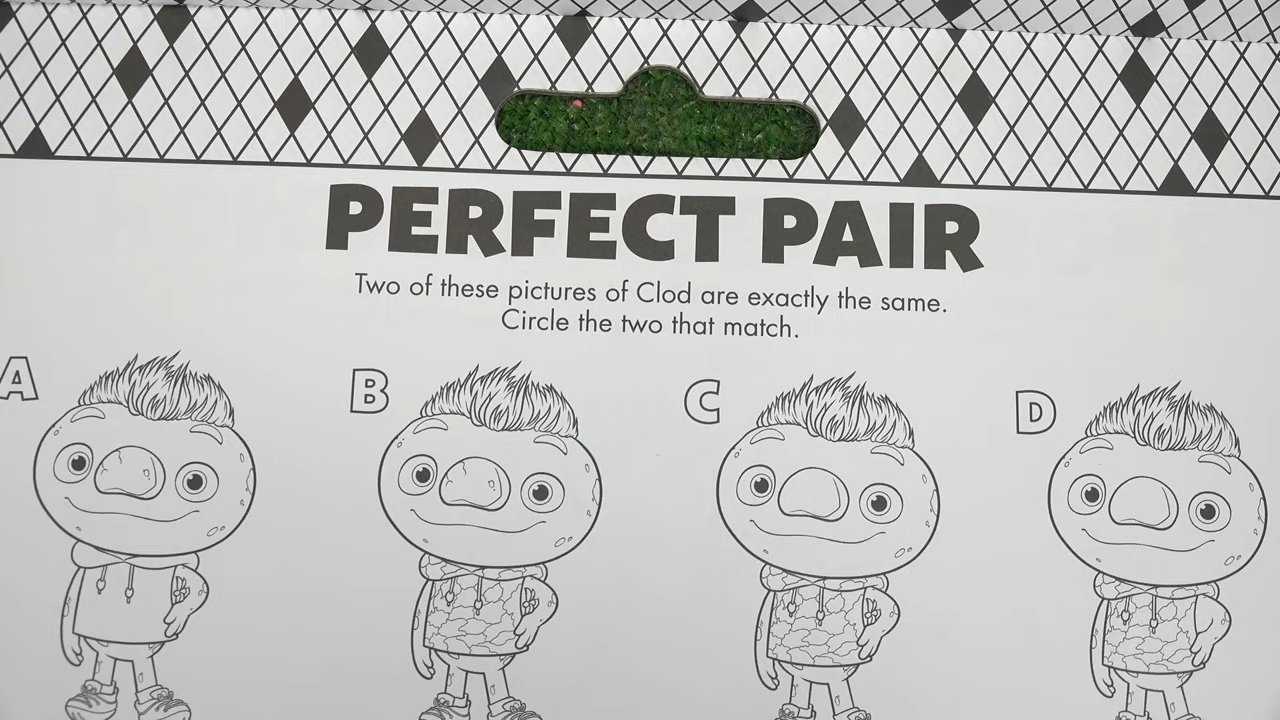 PERFECT PAIR
Two of these pictures of Clod are exactly the same.
Circle the two that match.
A B C D